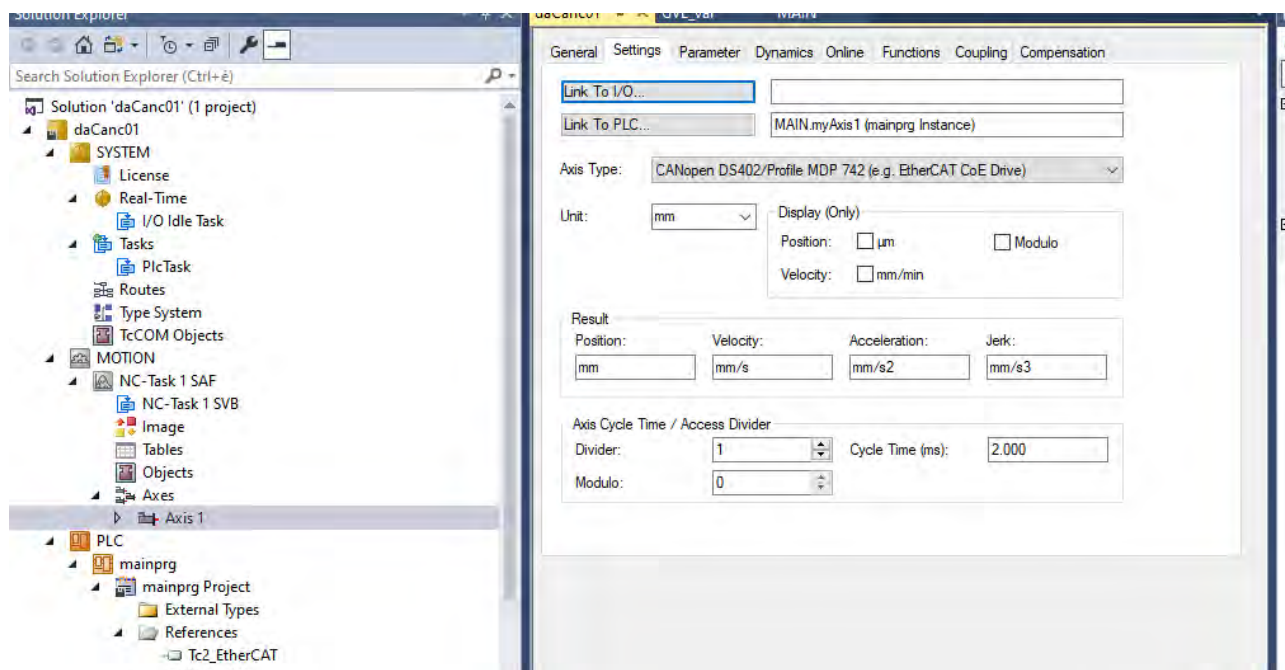 Solution Explorer
daCanc01 GVL_var MAIN
Search Solution Explorer (Ctrl+è)
Solution 'daCanc01' (1 project)
daCanc01
SYSTEM
License
Real-Time
I/O Idle Task
Tasks
PlcTask
Routes
Type System
TcCOM Objects
MOTION
NC-Task 1 SAF
NC-Task 1 SVB
Image
Tables
Objects
Axes
Axis 1
PLC
mainprg
mainprg Project
External Types
References
Tc2_EtherCAT
General Settings Parameter Dynamics Online Functions Coupling Compensation
Link To I/O...
Link To PLC... MAIN.myAxis1 (mainprg Instance)
Axis Type: CANopen DS402/Profile MDP 742 (e.g. EtherCAT CoE Drive)
Unit: mm Display (Only)
Position: µm Modulo
Velocity: mm/min
Result
Position: Velocity: Acceleration: Jerk:
mm mm/s mm/s2 mm/s3
Axis Cycle Time / Access Divider
Divider: 1 Cycle Time (ms): 2.000
Modulo: 0